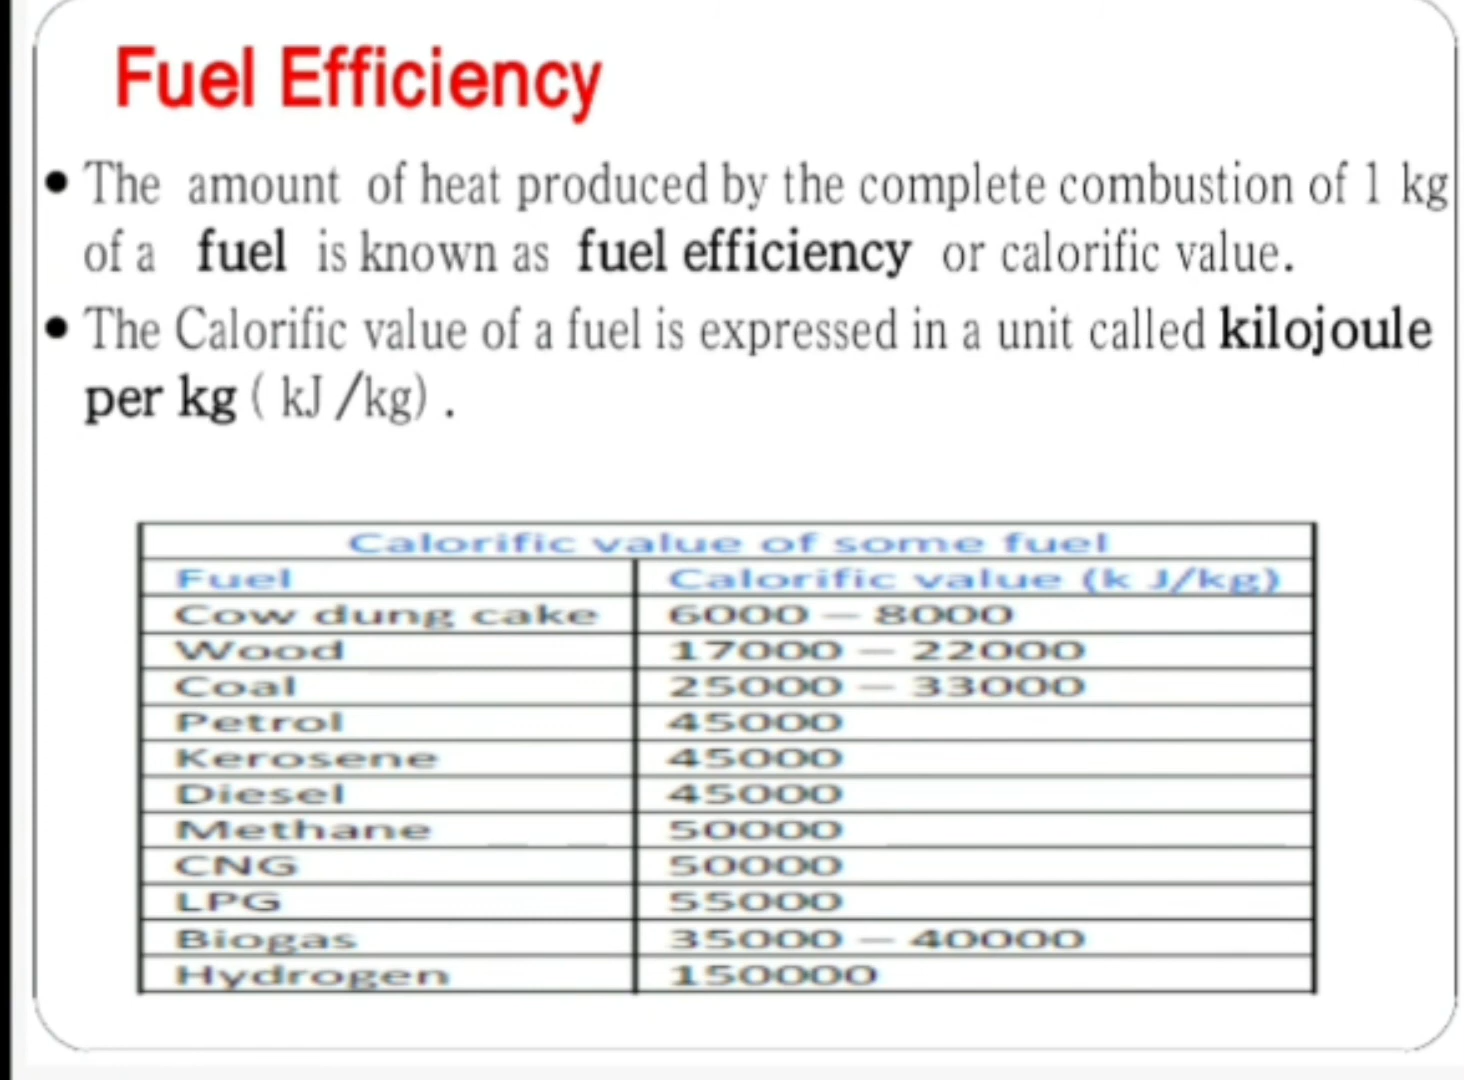 Fuel Efficiency
• The amount of heat produced by the complete combustion of 1 kg
of a fuel is known as fuel efficiency or calorific value.
• The Calorific value of a fuel is expressed in a unit called kilojoule
per kg ( kJ /kg) .
Calorific value of some fuel
Fuel Calorific value (k J/kg)
Cow dung cake 6000 – 8000
Wood 17000 – 22000
Coal 25000 – 33000
Petrol 45000
Kerosene 45000
Diesel 45000
Methane 50000
CNG 50000
LPG 55000
Biogas 35000 – 40000
Hydrogen 150000